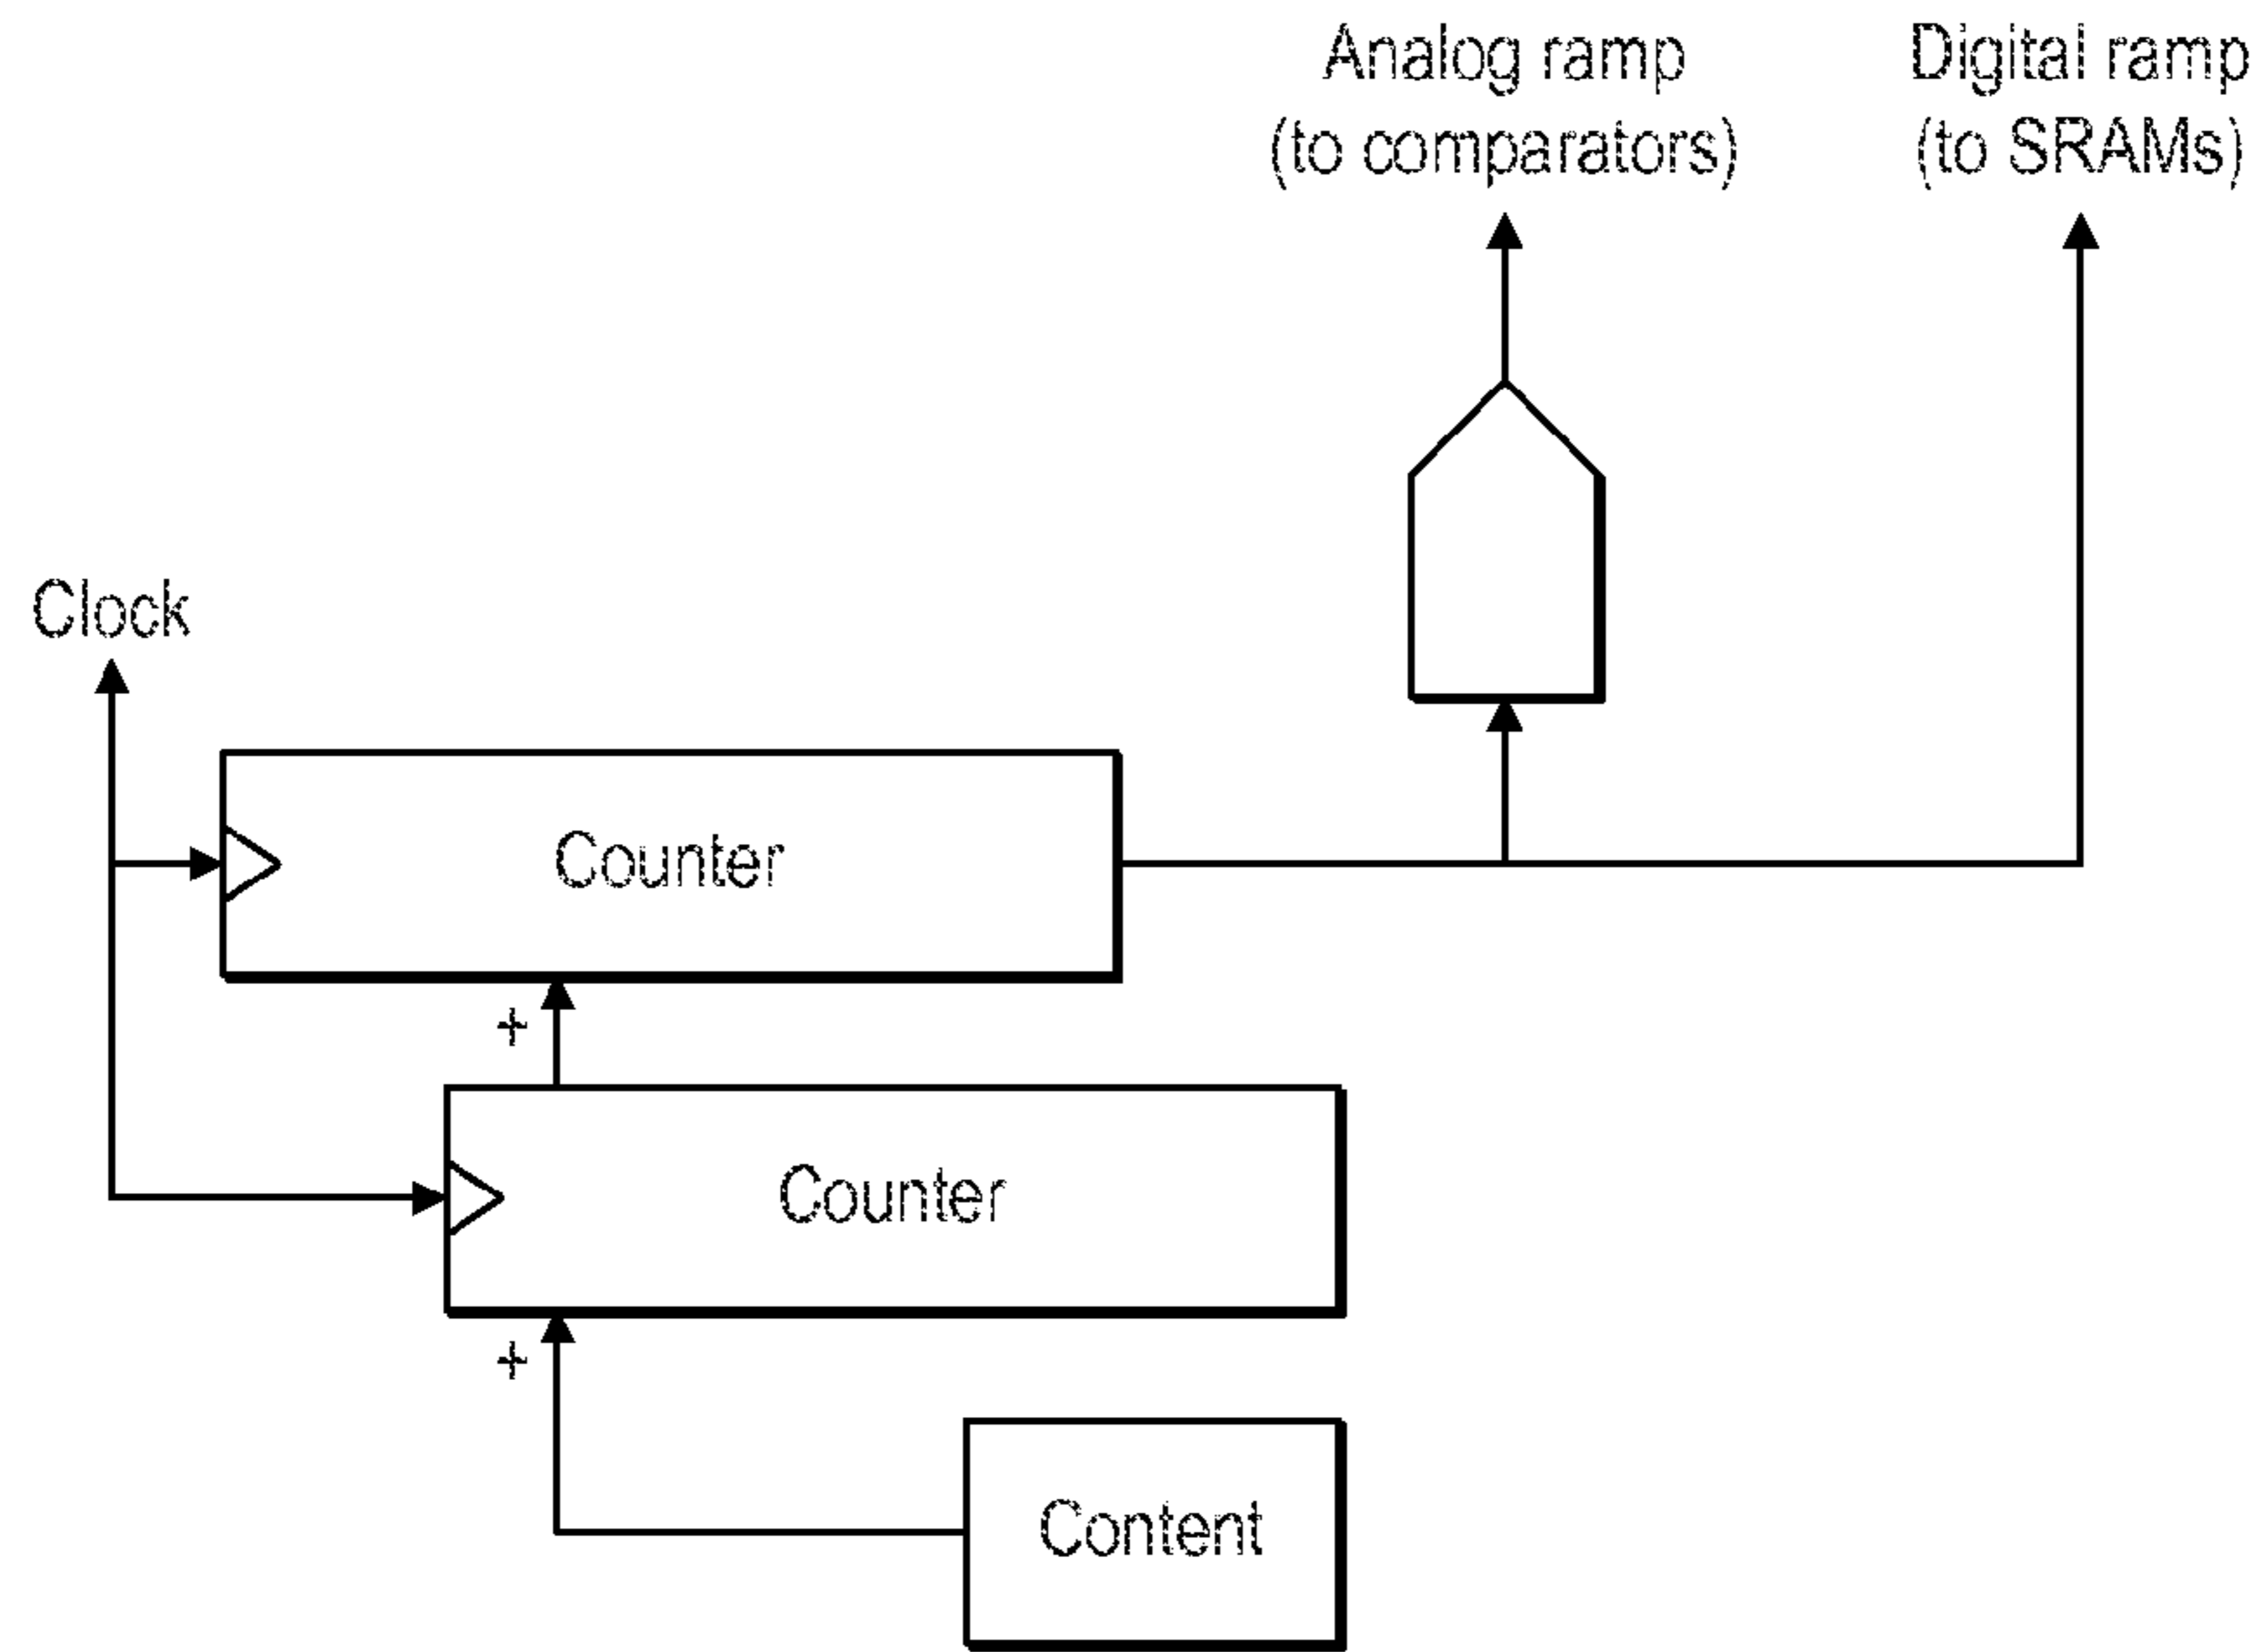 Analog ramp
(to comparators)
Digital ramp
(to SRAMs)
Clock
Counter
+
Counter
+
Content